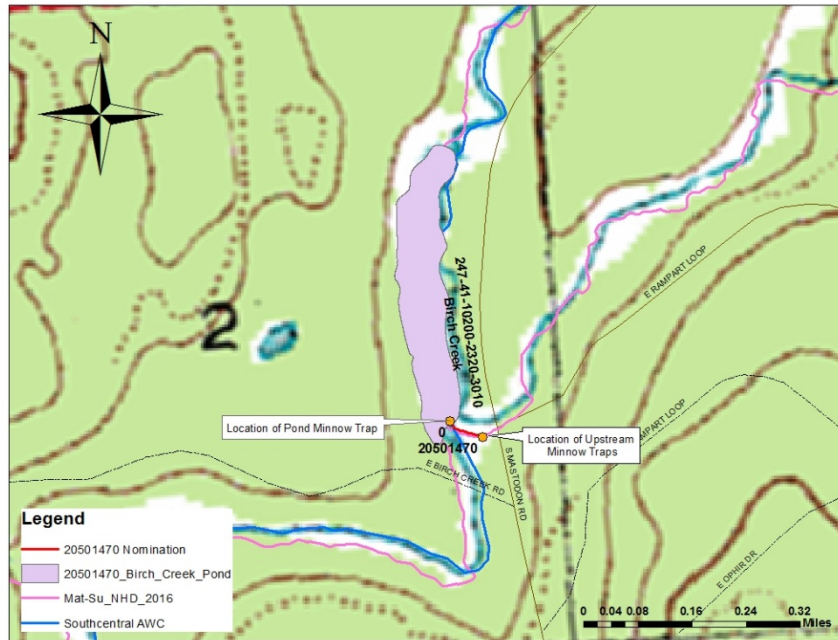 N
E RAMPART LOOP
247-41-10200-2320-3010
Birch Creek
2
Location of Pond Minnow Trap
0
20501470
Location of Upstream
Minnow Traps
MPART LOOP
E BIRCH CREEK RD
S MASTODON RD
E OPHIR DR
Legend
20501470 Nomination
20501470_Birch_Creek_Pond
Mat-Su_NHD_2016
Southcentral AWC
0 0.04 0.08 0.16 0.24 0.32
Miles